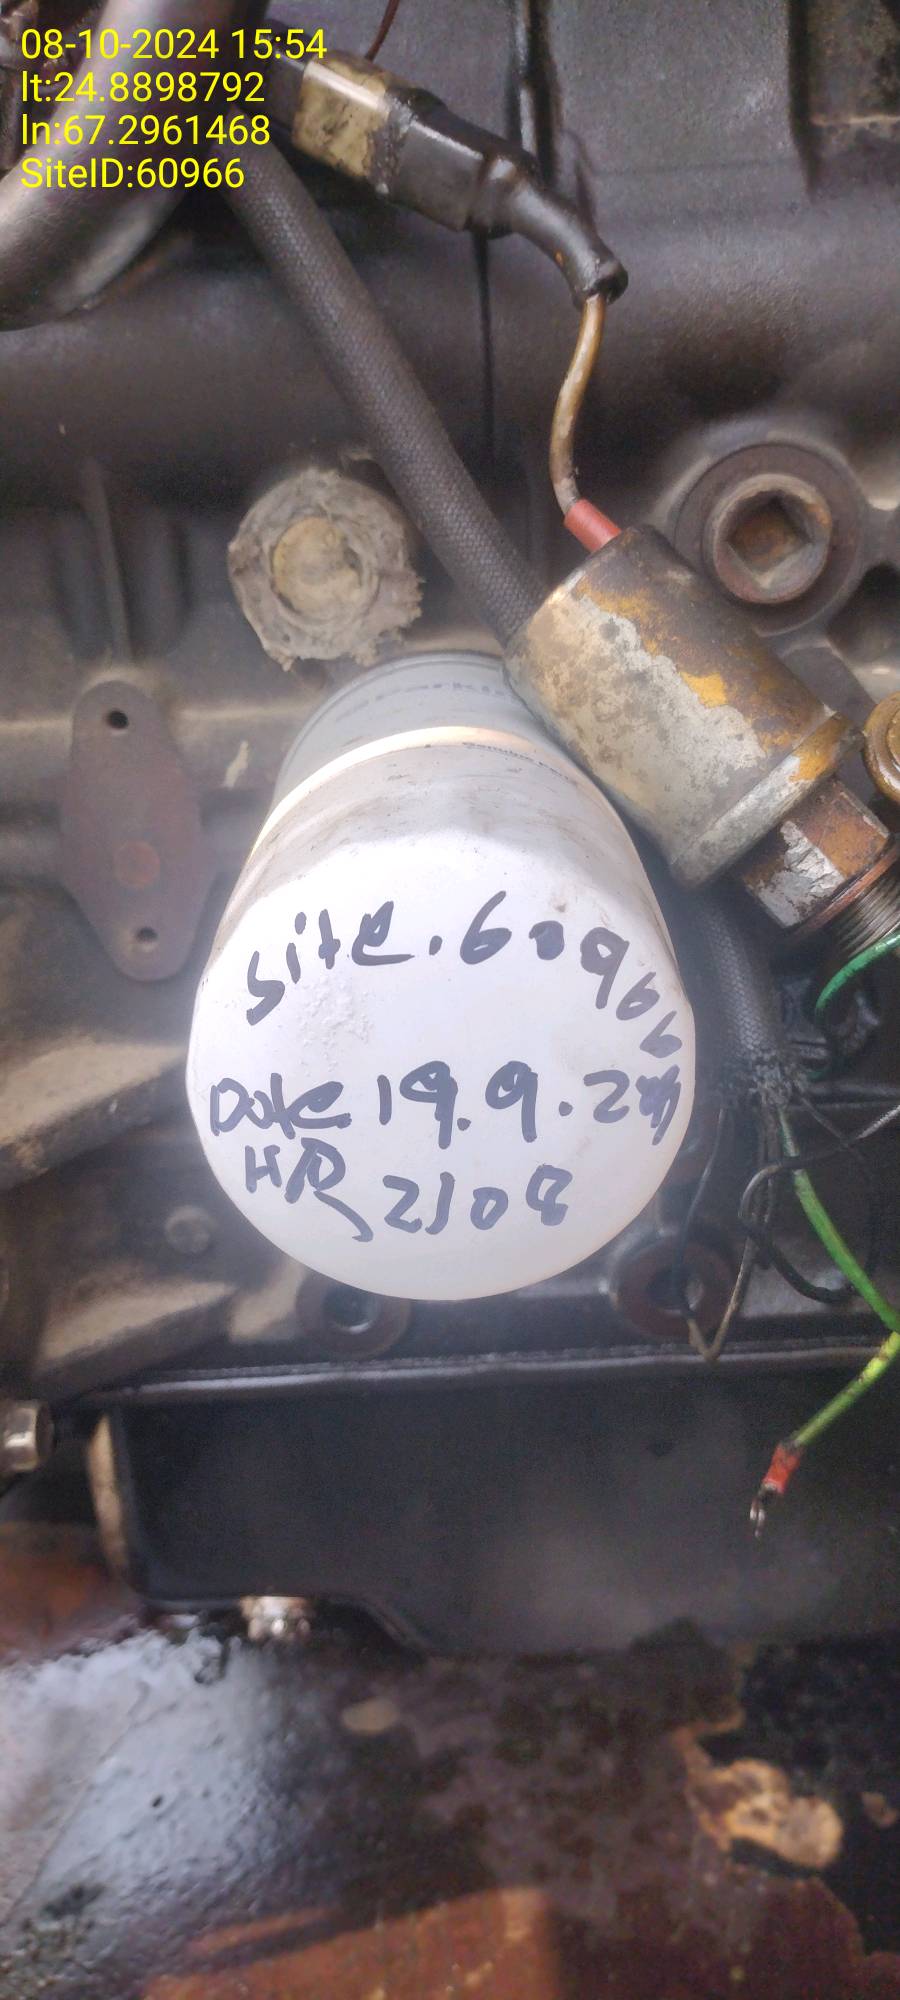 08-10-2024 15:54
lt:24.8898792
ln:67.2961468
SiteID:60966
Site.60966
Date 19.9.
HR 2108